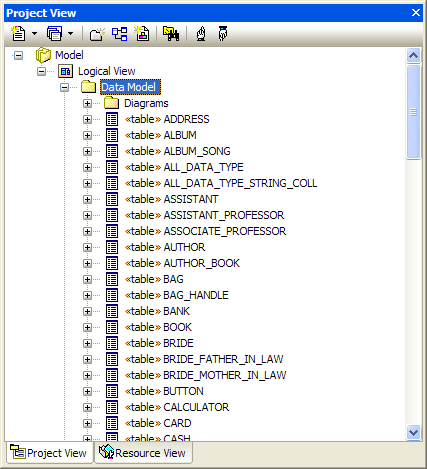 Project View
Model
Logical View
Data Model
Diagrams
«table» ADDRESS
«table» ALBUM
«table» ALBUM_SONG
«table» ALL_DATA_TYPE
«table» ALL_DATA_TYPE_STRING_COLL
«table» ASSISTANT
«table» ASSISTANT_PROFESSOR
«table» ASSOCIATE_PROFESSOR
«table» AUTHOR
«table» AUTHOR_BOOK
«table» BAG
«table» BAG_HANDLE
«table» BANK
«table» BOOK
«table» BRIDE
«table» BRIDE_FATHER_IN_LAW
«table» BRIDE_MOTHER_IN_LAW
«table» BUTTON
«table» CALCULATOR
«table» CARD
«table» CASH
Project View Resource View